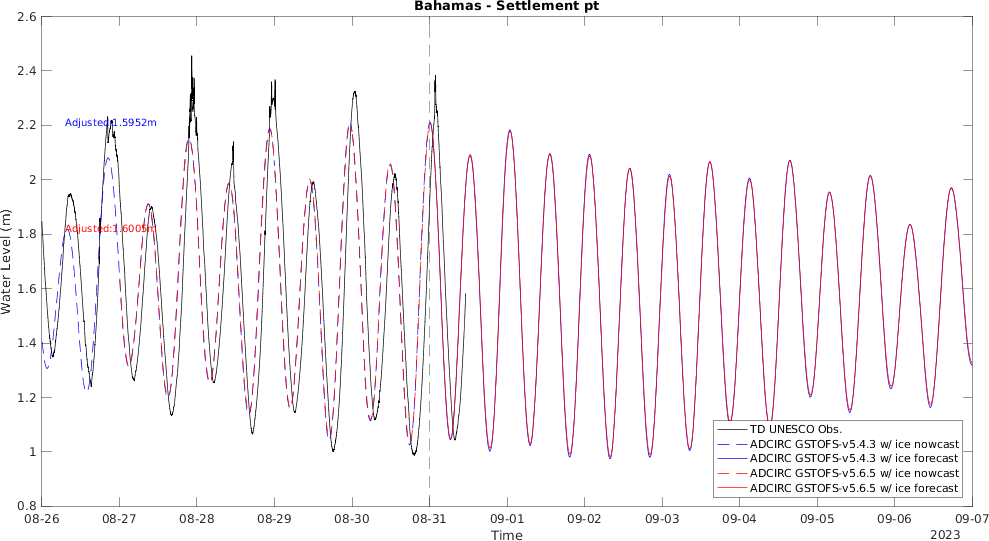 Bahamas - Settlement pt
2.6
2.4
2.2
2
1.8
1.6
1.4
1.2
1
0.8
Water Level (m)
Adjusted:1.5952m
Adjusted:1.6005m
TD UNESCO Obs.
ADCIRC GSTOFS-v5.4.3 w/ ice nowcast
ADCIRC GSTOFS-v5.4.3 w/ ice forecast
ADCIRC GSTOFS-v5.6.5 w/ ice nowcast
ADCIRC GSTOFS-v5.6.5 w/ ice forecast
08-26 08-27 08-28 08-29 08-30 08-31 09-01 09-02 09-03 09-04 09-05 09-06 09-07
Time
2023